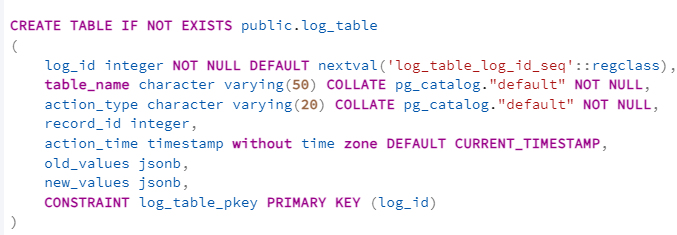 CREATE TABLE IF NOT EXISTS public.log_table
(
    log_id integer NOT NULL DEFAULT nextval('log_table_log_id_seq'::regclass),
    table_name character varying(50) COLLATE pg_catalog."default" NOT NULL,
    action_type character varying(20) COLLATE pg_catalog."default" NOT NULL,
    record_id integer,
    action_time timestamp without time zone DEFAULT CURRENT_TIMESTAMP,
    old_values jsonb,
    new_values jsonb,
    CONSTRAINT log_table_pkey PRIMARY KEY (log_id)
)